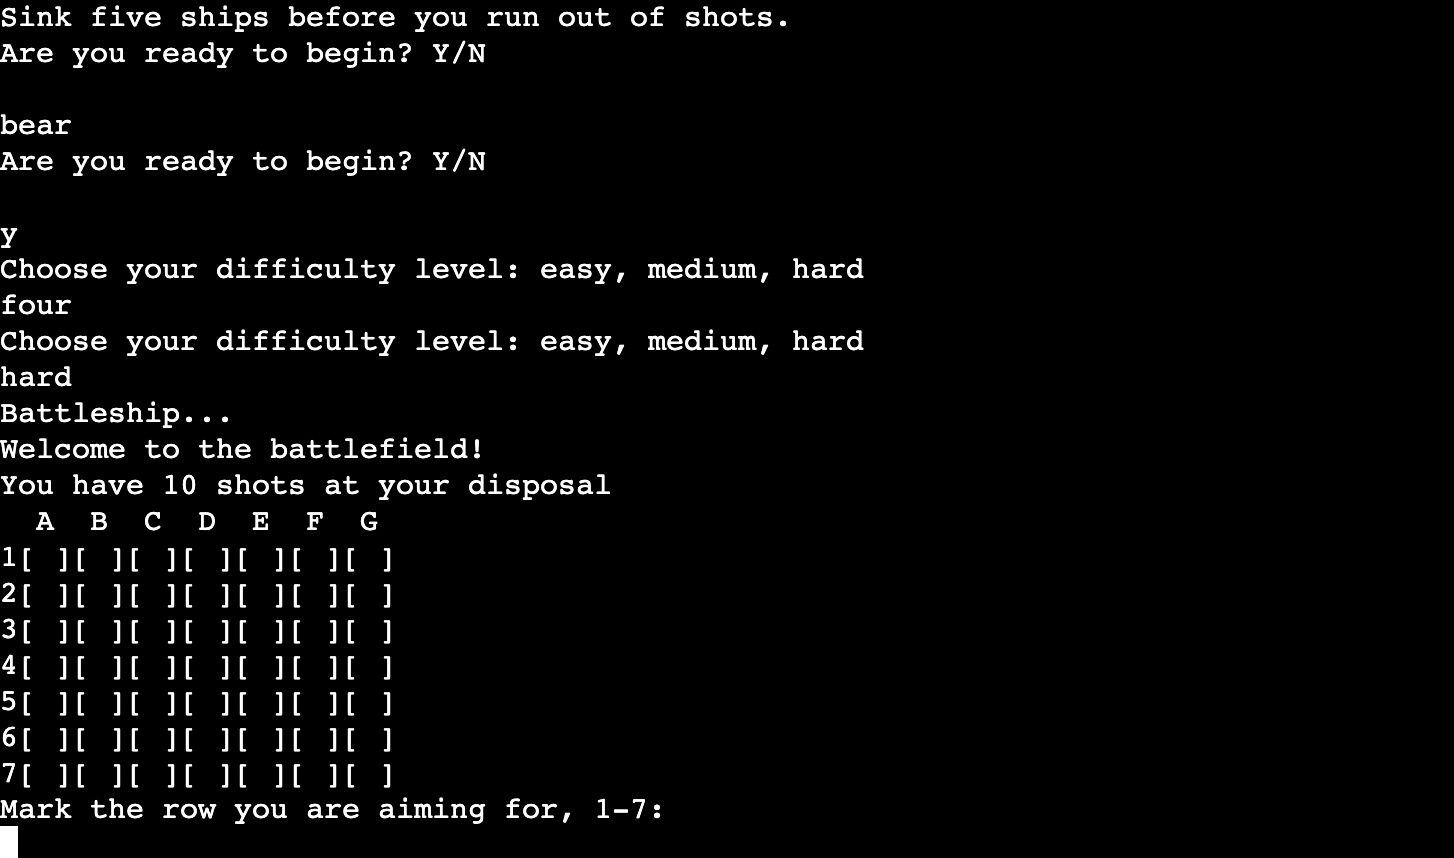 Sink five ships before you run out of shots.
Are you ready to begin? Y/N
bear
Are you ready to begin? Y/N
y
Choose your difficulty level: easy, medium, hard
four
Choose your difficulty level: easy, medium, hard
hard
Battleship...
Welcome to the battlefield!
You have 10 shots at your disposal
  A  B  C  D  E  F  G
1[ ][ ][ ][ ][ ][ ][ ]
2[ ][ ][ ][ ][ ][ ][ ]
3[ ][ ][ ][ ][ ][ ][ ]
4[ ][ ][ ][ ][ ][ ][ ]
5[ ][ ][ ][ ][ ][ ][ ]
6[ ][ ][ ][ ][ ][ ][ ]
7[ ][ ][ ][ ][ ][ ][ ]
Mark the row you are aiming for, 1-7: